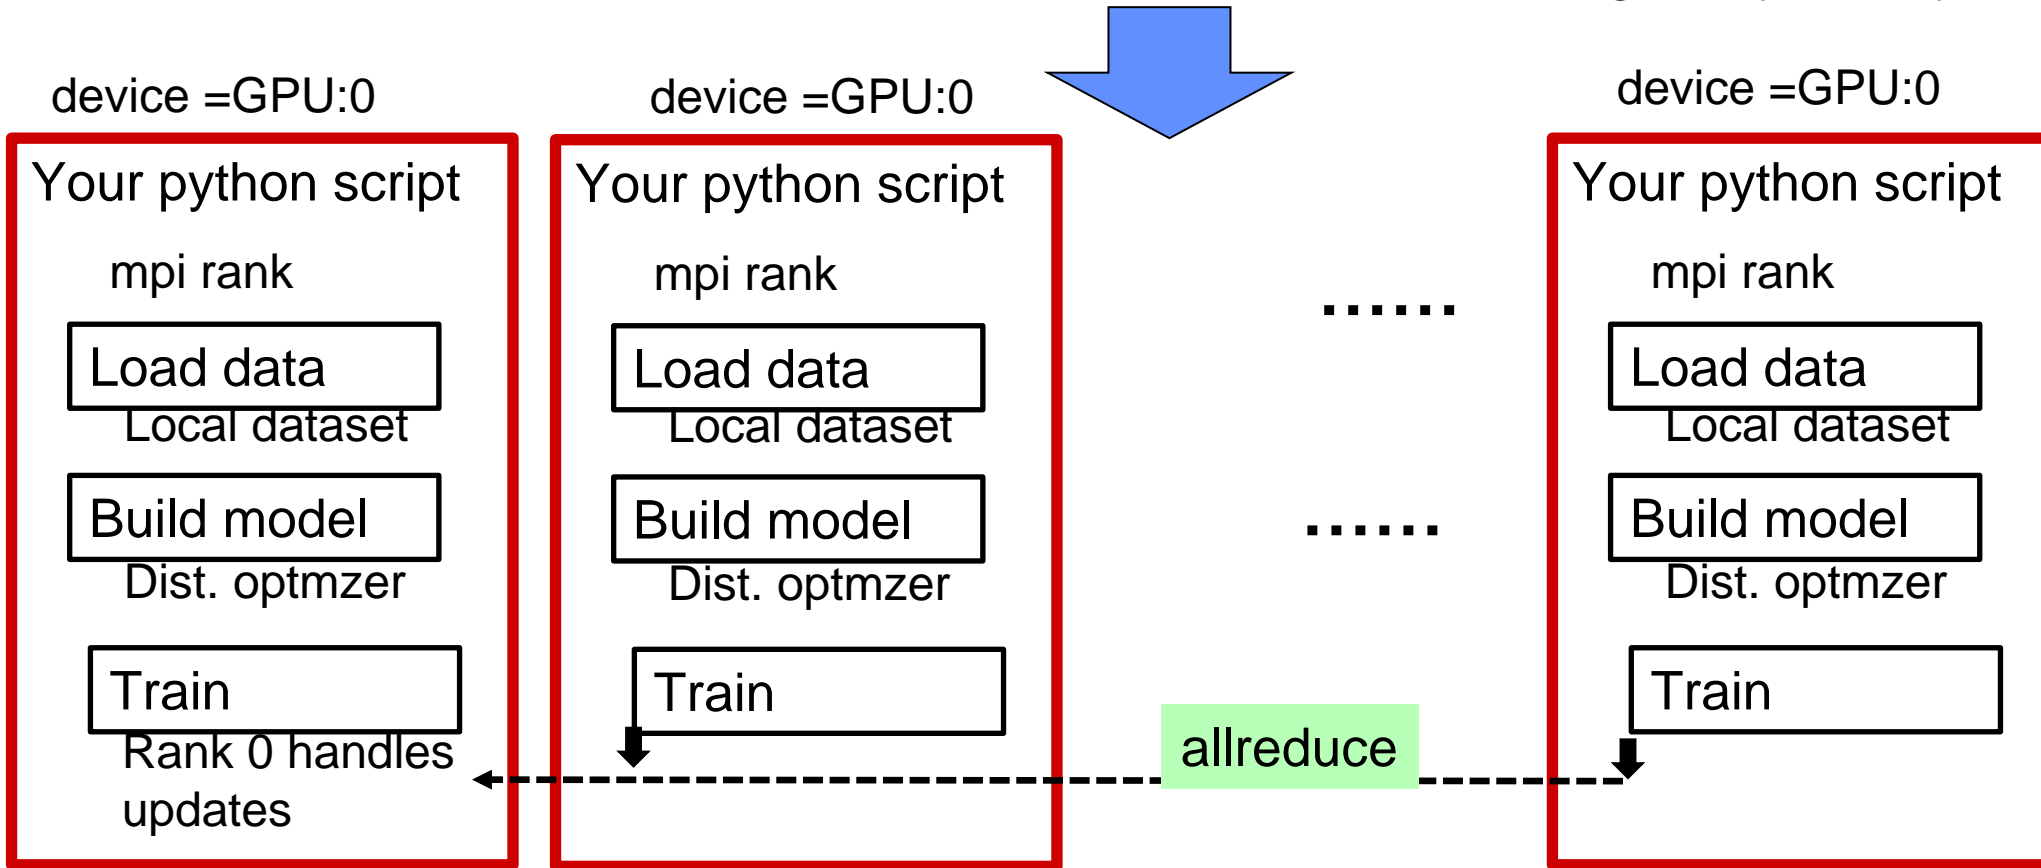 device =GPU:0
Your python script
mpi rank
Load data
Local dataset
Build model
Dist. optmzer
Train
Rank 0 handles
updates
device =GPU:0
Your python script
mpi rank
Load data
Local dataset
Build model
Dist. optmzer
Train
......
......
allreduce
device =GPU:0
Your python script
mpi rank
Load data
Local dataset
Build model
Dist. optmzer
Train